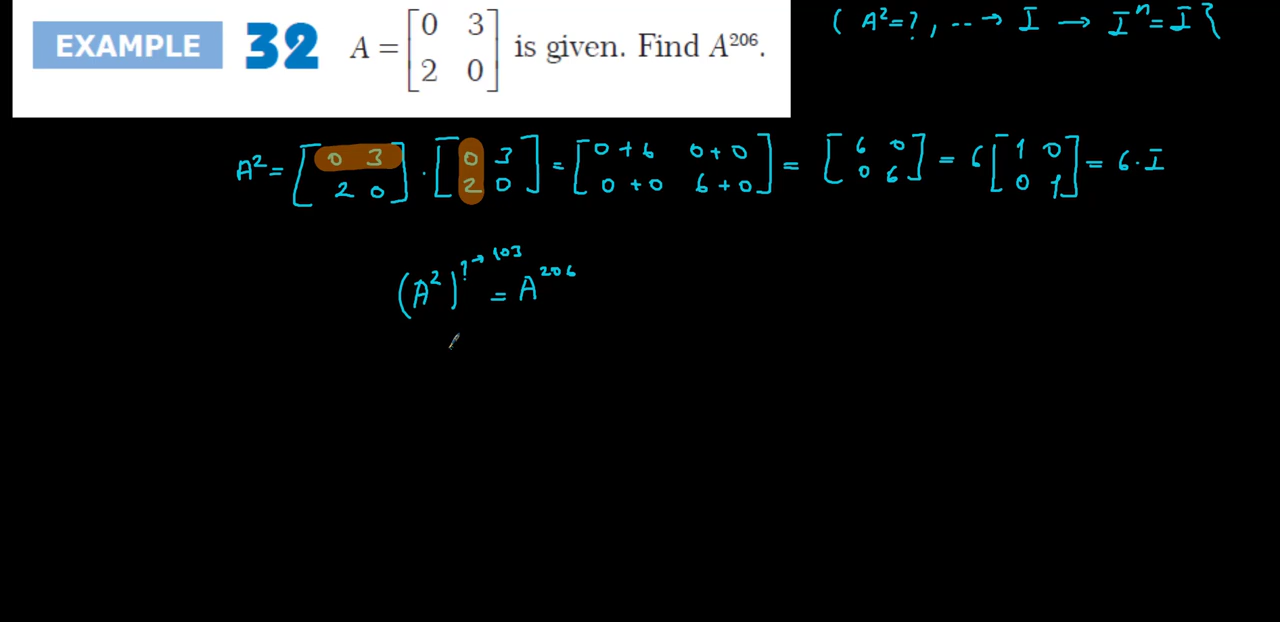 ( A² = ? , -- → I → Iⁿ = I }
EXAMPLE 32 A = [0 3; 2 0] is given. Find A²⁰⁶.
A² = [0 3; 2 0] · [0 3; 2 0] = [0+6 0+0; 0+0 6+0] = [6 0; 0 6] = 6[1 0; 0 1] = 6·I
(A²)^? → 103 = A²⁰⁶